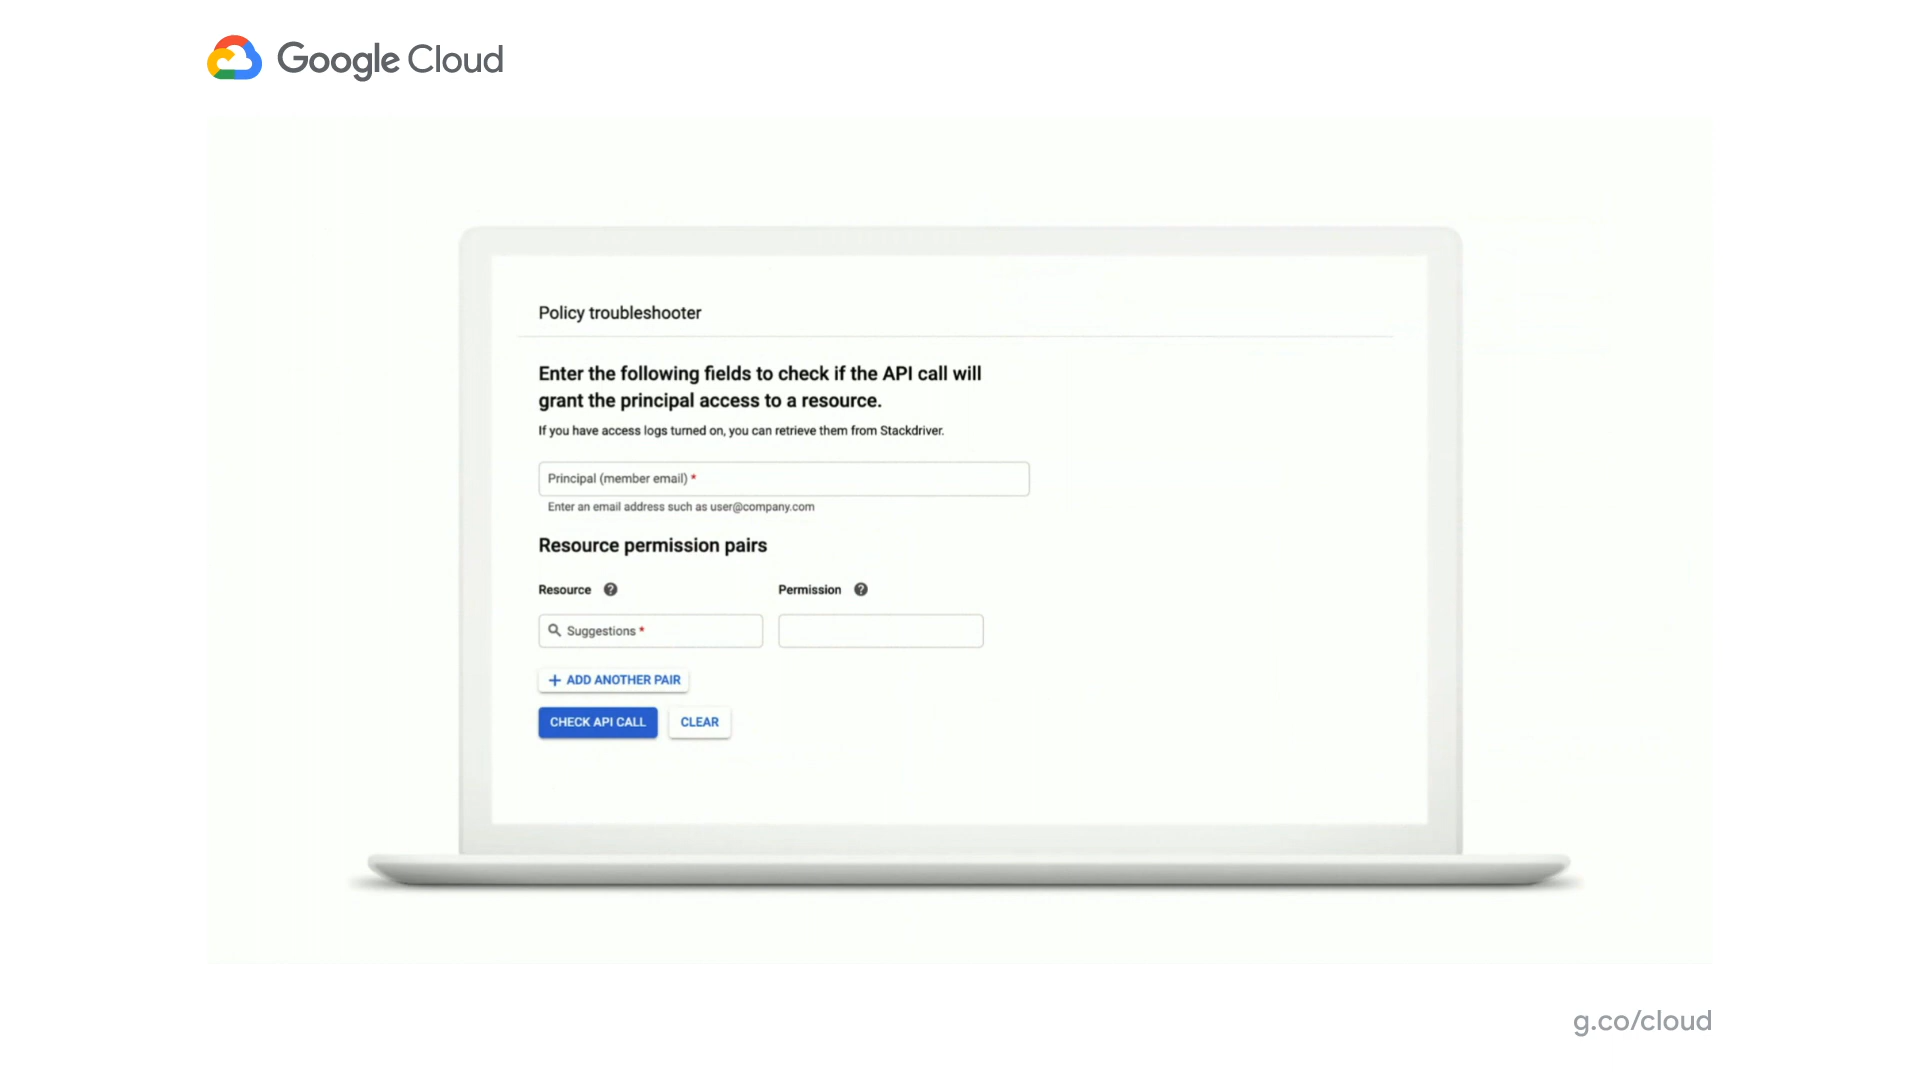 Google Cloud
Policy troubleshooter
Enter the following fields to check if the API call will
grant the principal access to a resource.
If you have access logs turned on, you can retrieve them from Stackdriver.
Principal (member email) *
Enter an email address such as user@company.com
Resource permission pairs
Resource ? Permission ?
Suggestions *
+ ADD ANOTHER PAIR
CHECK API CALL CLEAR
g.co/cloud